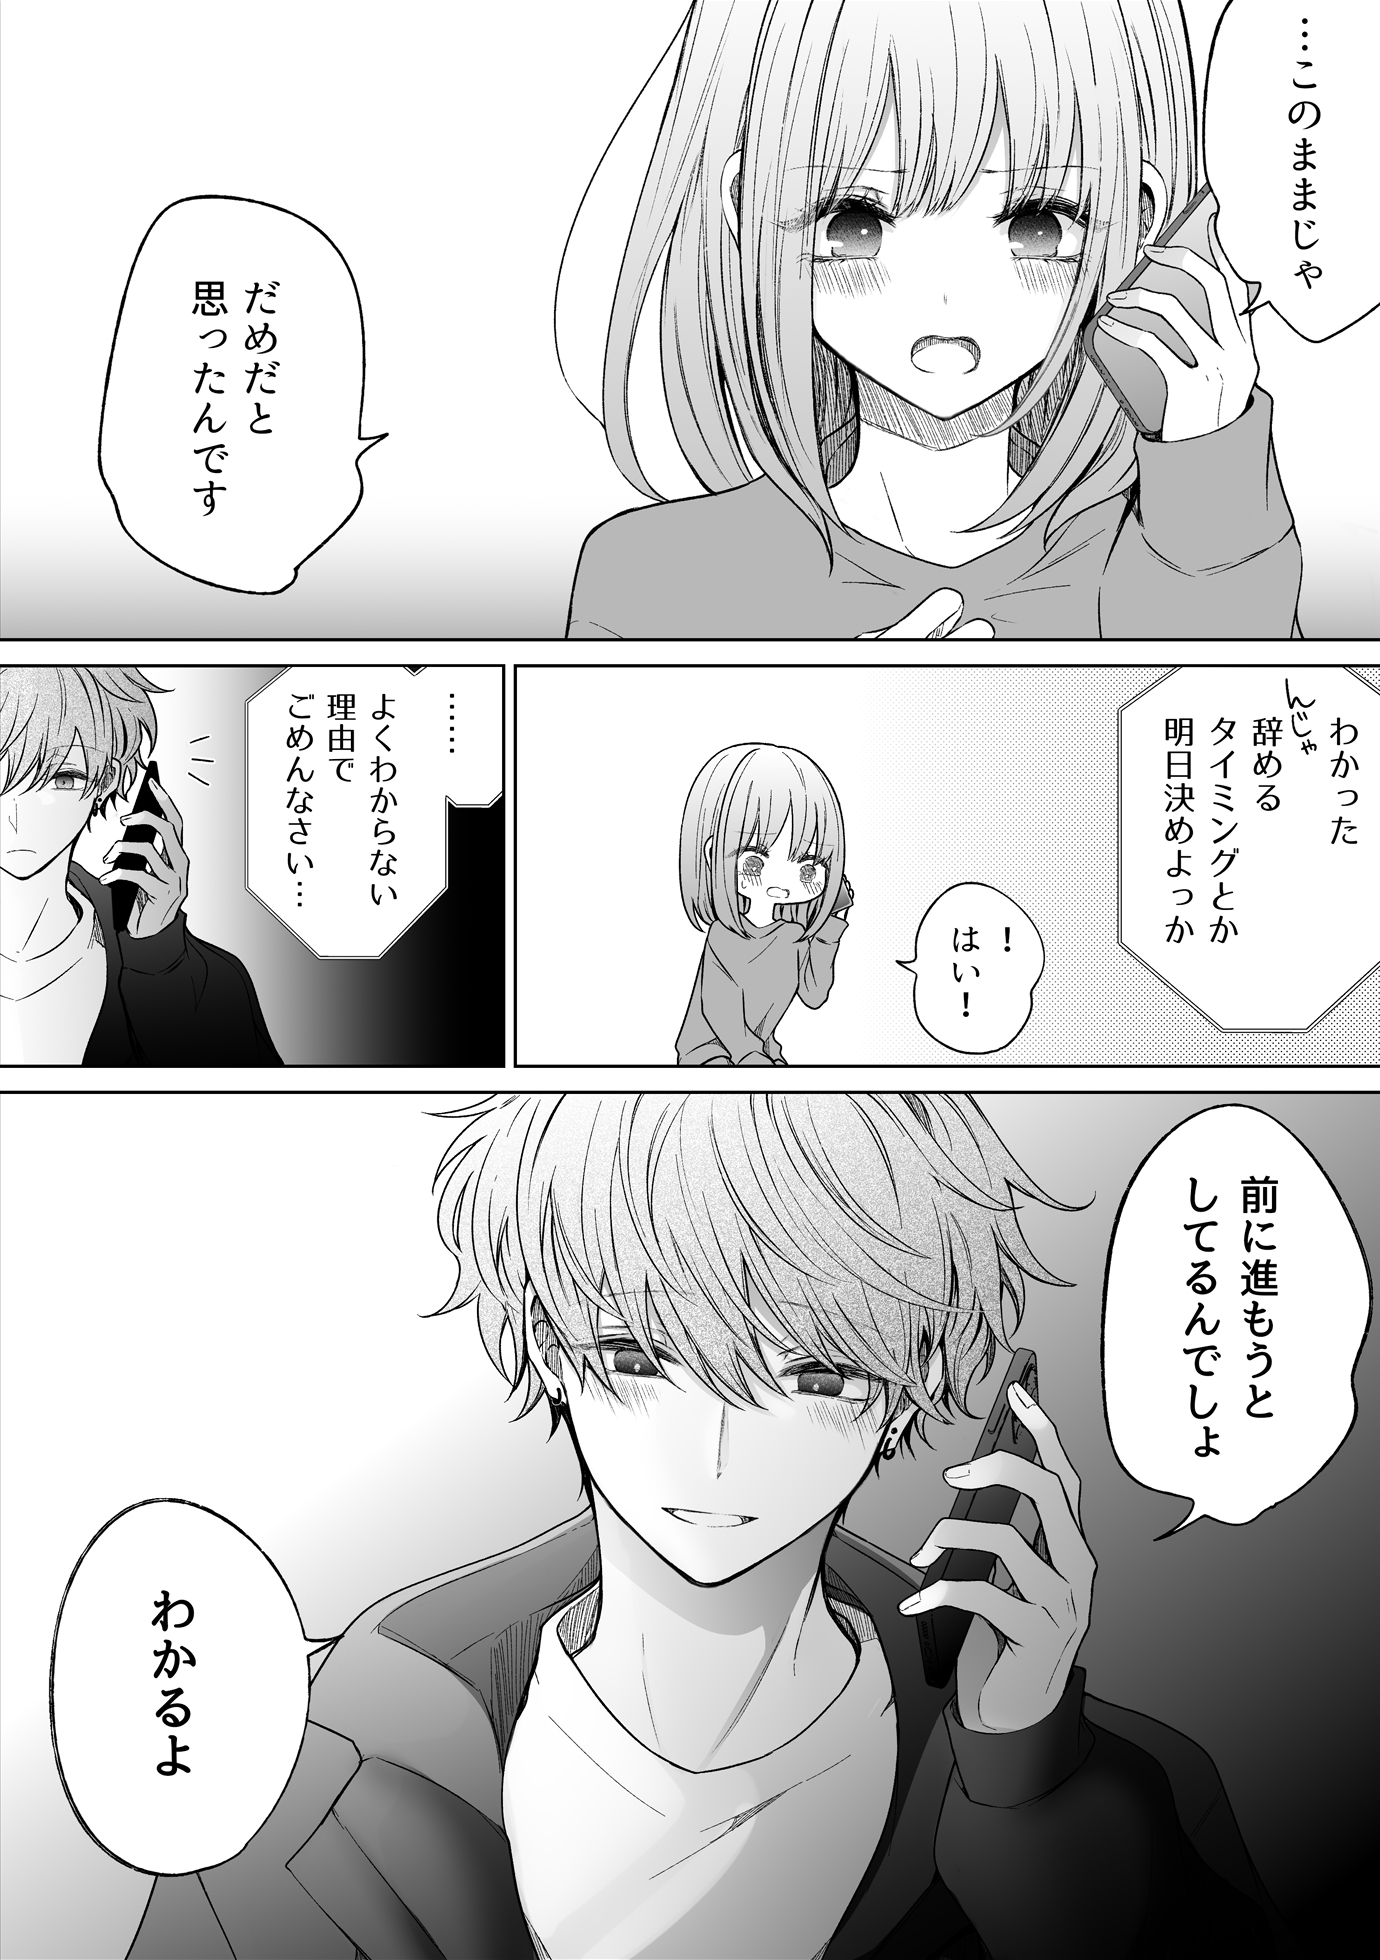 …このままじゃ
だめだと
思ったんです
わかった
んじゃ
辞める
タイミングとか
明日決めよっか
！
はい！
……
よくわからない
理由で
ごめんなさい…
前に進もうと
してるんでしょ
わかるよ